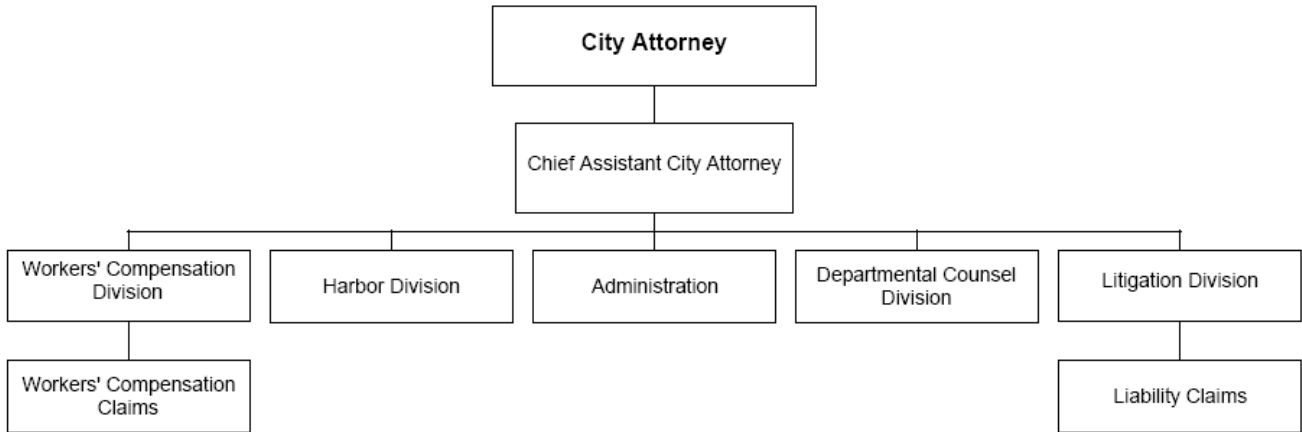 City Attorney
Chief Assistant City Attorney
Workers' Compensation
Division
Harbor Division
Administration
Departmental Counsel
Division
Litigation Division
Workers' Compensation
Claims
Liability Claims